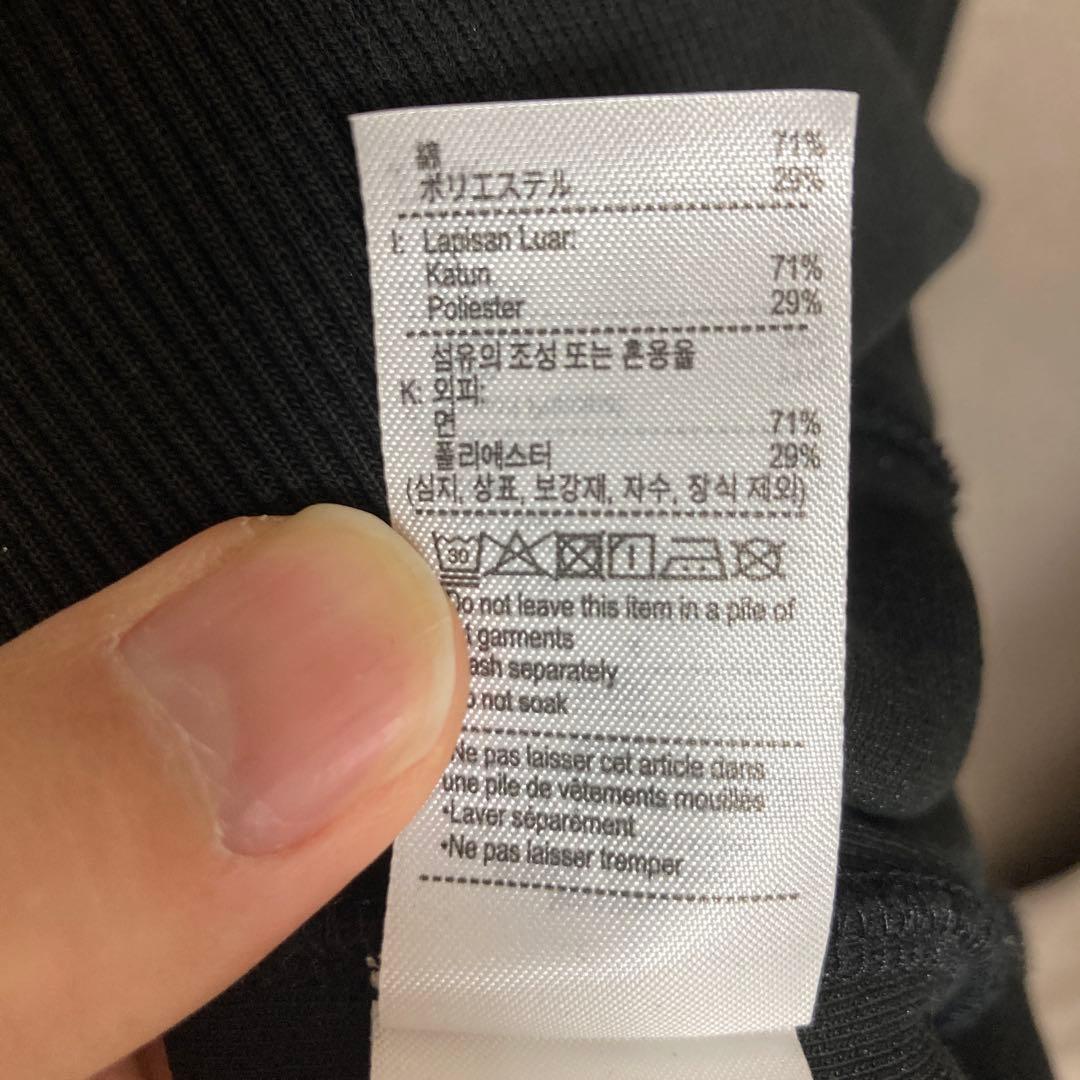 綿 71%
ポリエステル 29%
I: Lapisan Luar:
Katun 71%
Poliester 29%
섬유의 조성 또는 혼용율
K: 외피:
면 71%
폴리에스터 29%
(심지, 상표, 보강재, 자수, 장식 제외)
30
Do not leave this item in a pile of
garments
ash separately
not soak
Ne pas laisser cet article dans
une pile de vêtements mouillés
•Laver séparément
•Ne pas laisser tremper